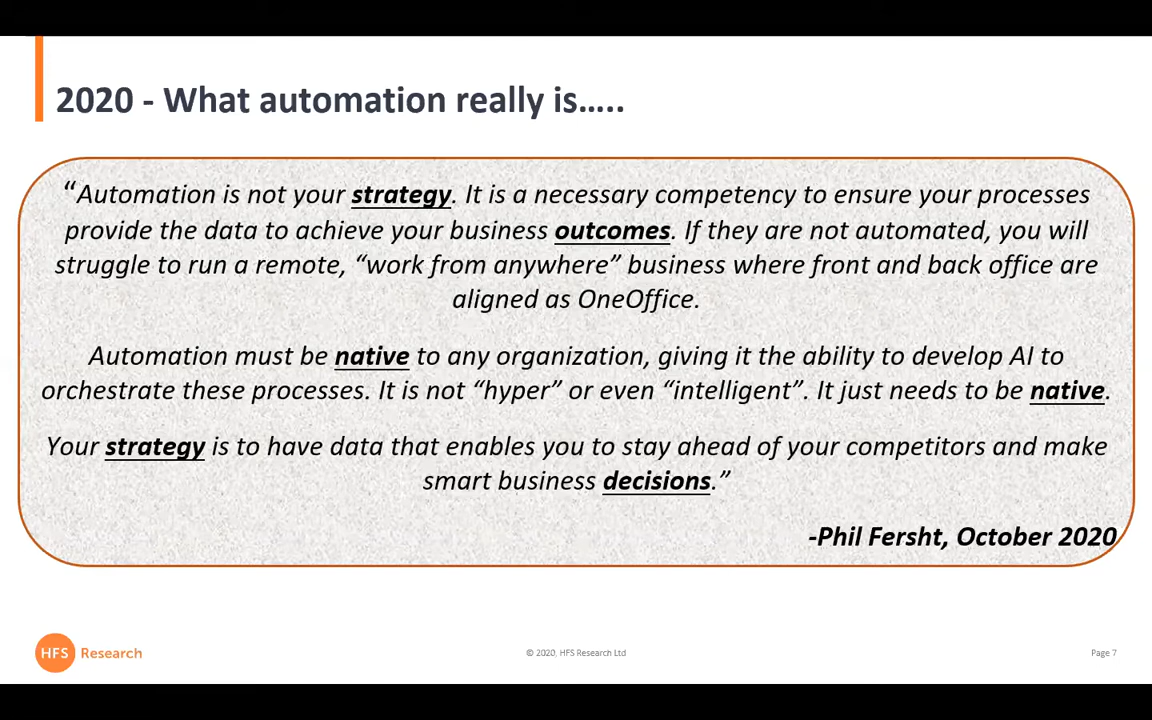 2020 - What automation really is…..
“Automation is not your strategy. It is a necessary competency to ensure your processes
provide the data to achieve your business outcomes. If they are not automated, you will
struggle to run a remote, “work from anywhere” business where front and back office are
aligned as OneOffice.
Automation must be native to any organization, giving it the ability to develop AI to
orchestrate these processes. It is not “hyper” or even “intelligent”. It just needs to be native.
Your strategy is to have data that enables you to stay ahead of your competitors and make
smart business decisions.”
-Phil Fersht, October 2020
HFS Research
© 2020, HFS Research Ltd
Page 7